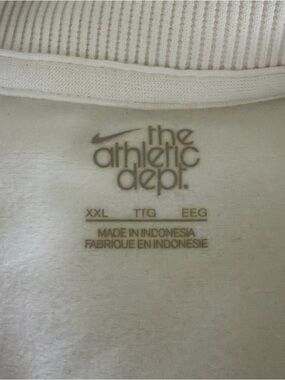 the
athletic
dept.
XXL TTG EEG
MADE IN INDONESIA
FABRIQUE EN INDONESIE